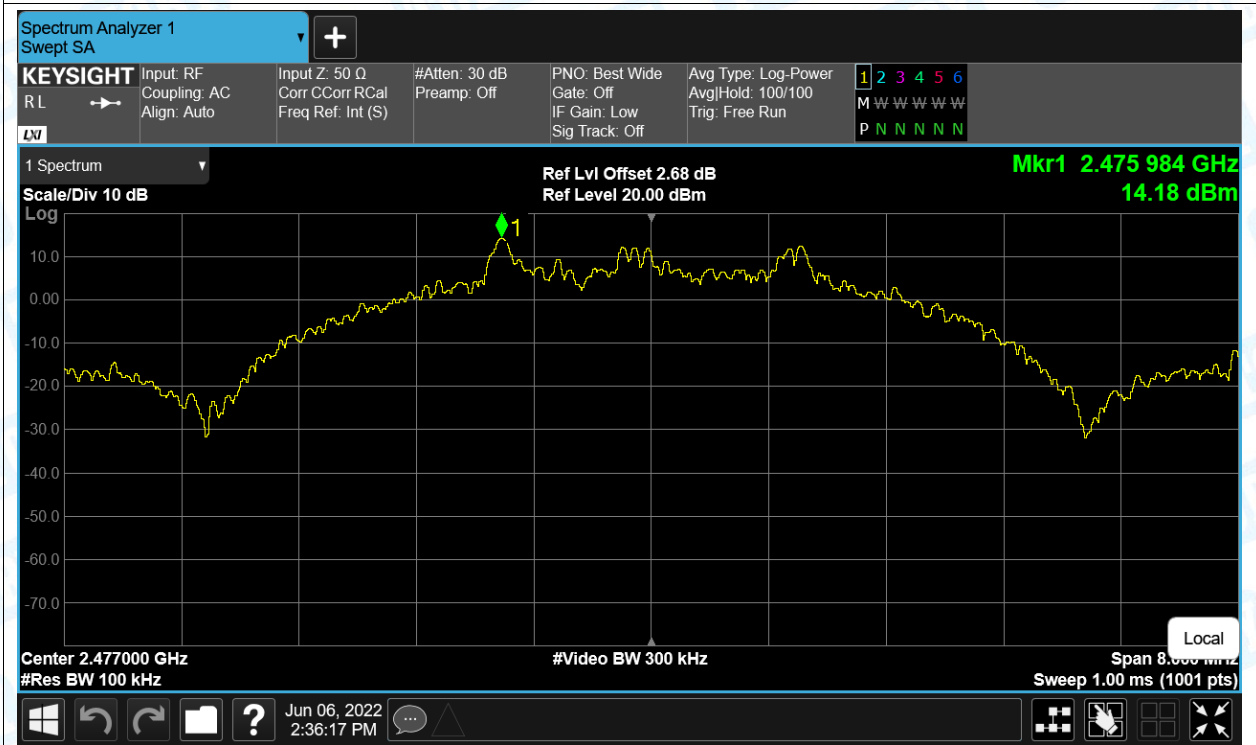 Spectrum Analyzer 1
Swept SA
KEYSIGHT
R L
LXI
Input: RF
Coupling: AC
Align: Auto
Input Z: 50 Ω
Corr CCorr RCal
Freq Ref: Int (S)
#Atten: 30 dB
Preamp: Off
PNO: Best Wide
Gate: Off
IF Gain: Low
Sig Track: Off
Avg Type: Log-Power
Avg|Hold: 100/100
Trig: Free Run
1 2 3 4 5 6
M W W W W W
P N N N N N
1 Spectrum
Scale/Div 10 dB
Log
Ref Lvl Offset 2.68 dB
Ref Level 20.00 dBm
Mkr1 2.475 984 GHz
14.18 dBm
1
10.0
0.00
-10.0
-20.0
-30.0
-40.0
-50.0
-60.0
-70.0
Local
Center 2.477000 GHz
#Video BW 300 kHz
Span 8.000 MHz
#Res BW 100 kHz
Sweep 1.00 ms (1001 pts)
?
Jun 06, 2022
2:36:17 PM